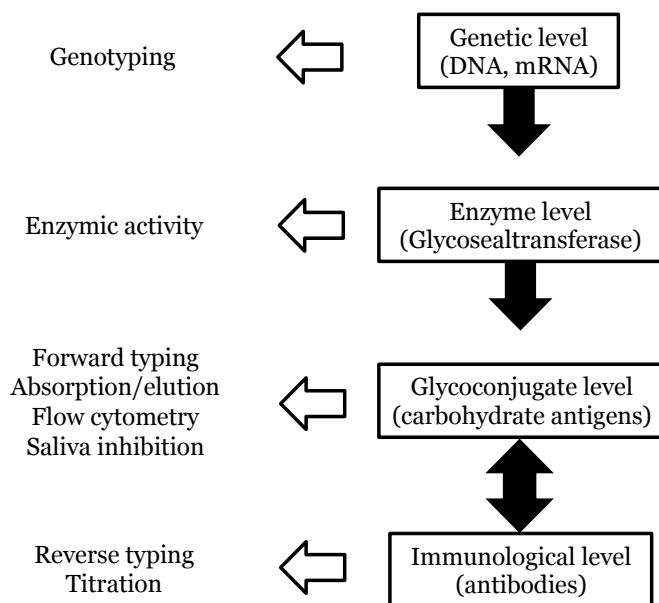 Genotyping
Genetic level
(DNA, mRNA)
Enzymic activity
Enzyme level
(Glycosealtransferase)
Forward typing
Absorption/elution
Flow cytometry
Saliva inhibition
Glycoconjugate level
(carbohydrate antigens)
Reverse typing
Titration
Immunological level
(antibodies)